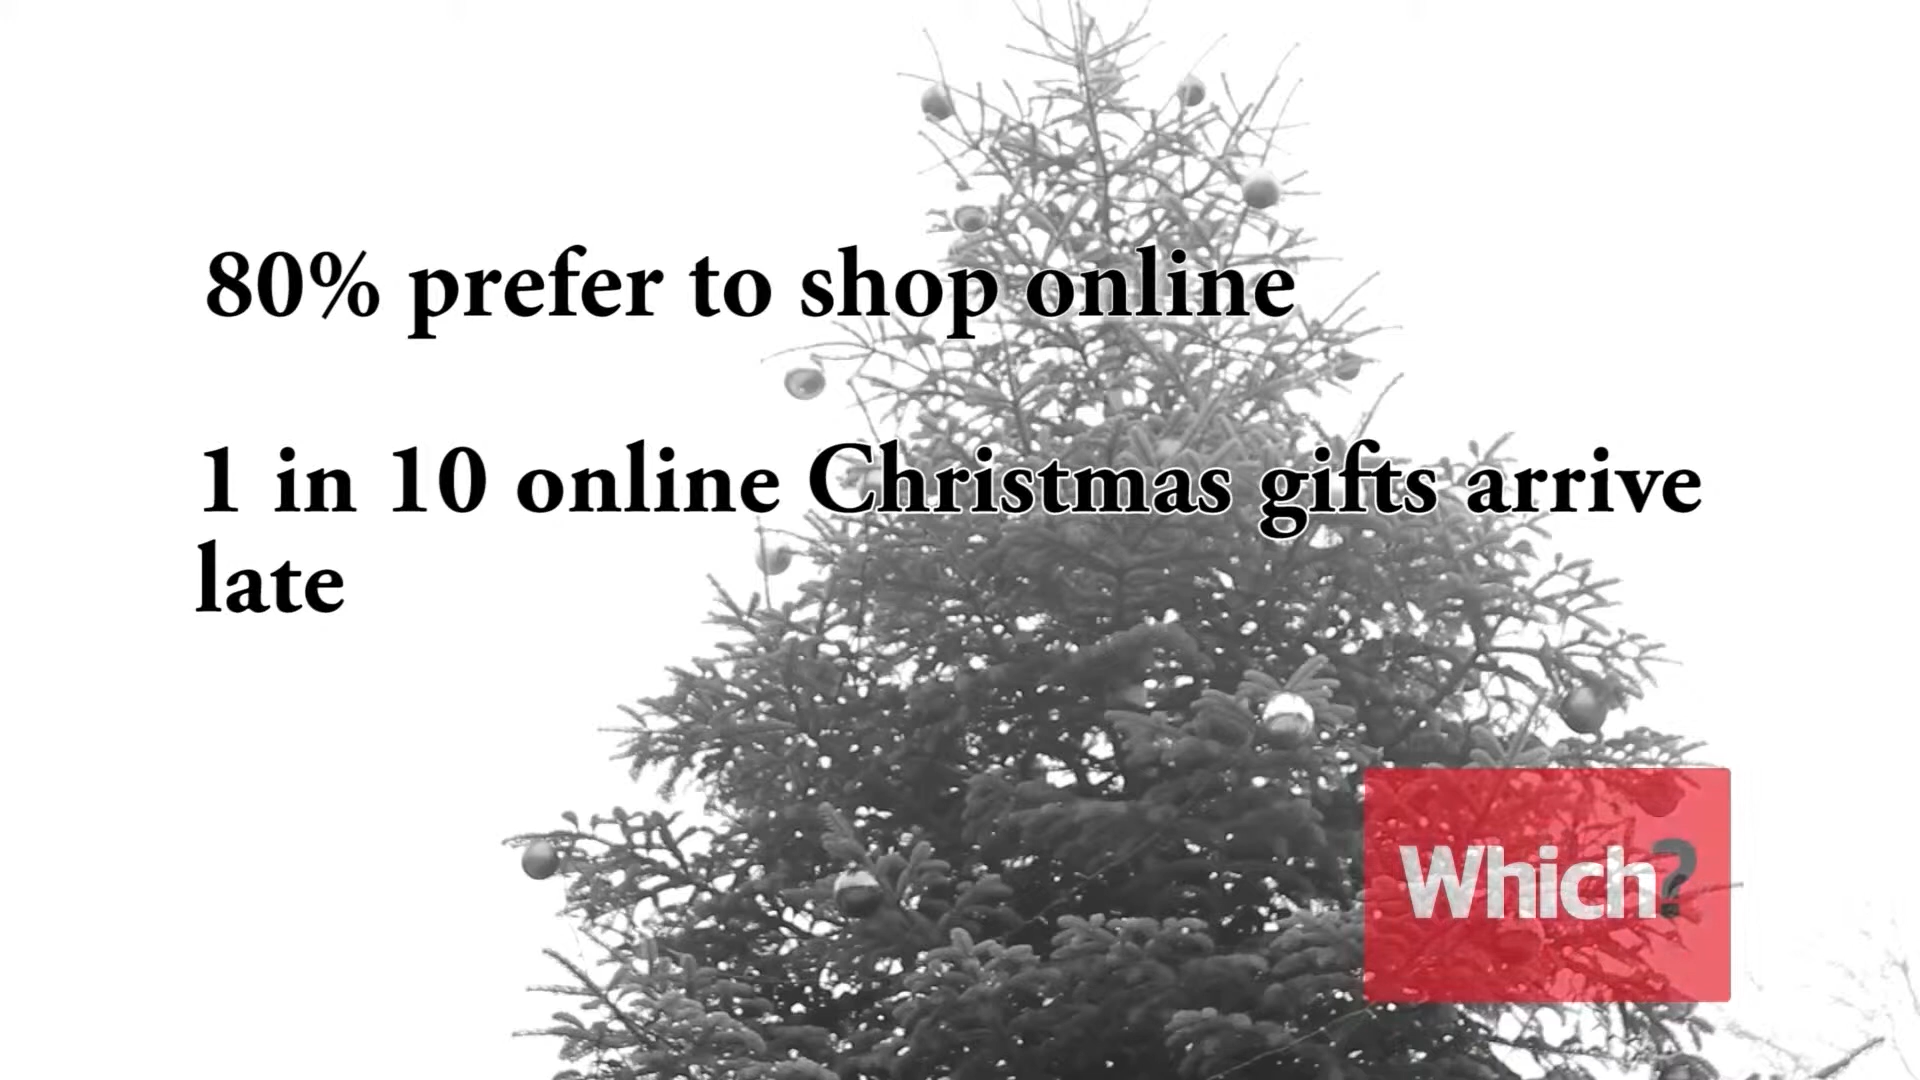 80% prefer to shop online
1 in 10 online Christmas gifts arrive
late
Which?